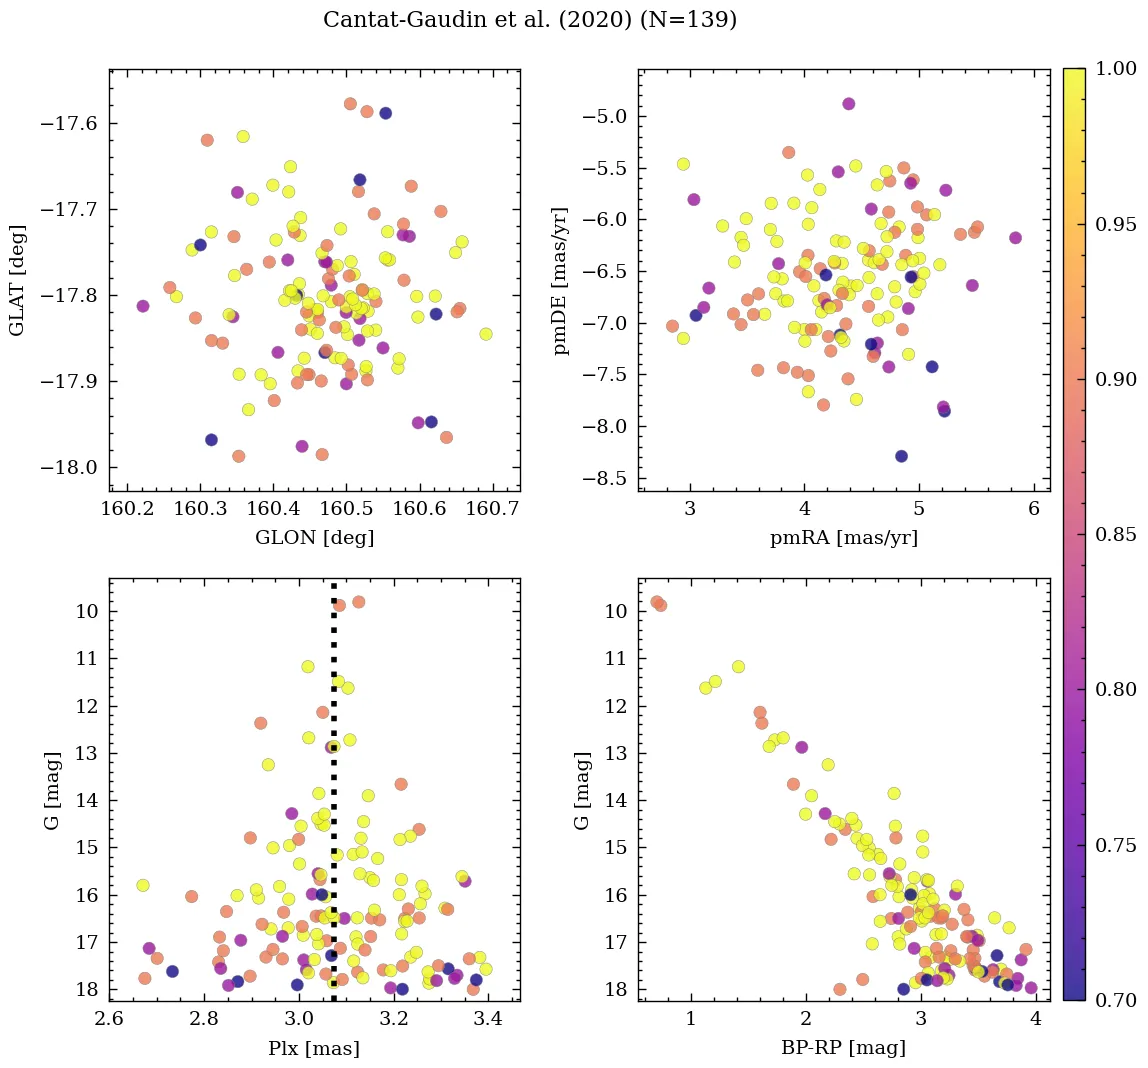 Cantat-Gaudin et al. (2020) (N=139)
−17.6
−17.7
−17.8
−17.9
−18.0
GLAT [deg]
160.2 160.3 160.4 160.5 160.6 160.7
GLON [deg]
−5.0
−5.5
−6.0
−6.5
−7.0
−7.5
−8.0
−8.5
pmDE [mas/yr]
3 4 5 6
pmRA [mas/yr]
1.00
0.95
0.90
0.85
0.80
0.75
0.70
10
11
12
13
14
15
16
17
18
G [mag]
2.6 2.8 3.0 3.2 3.4
Plx [mas]
10
11
12
13
14
15
16
17
18
G [mag]
1 2 3 4
BP-RP [mag]